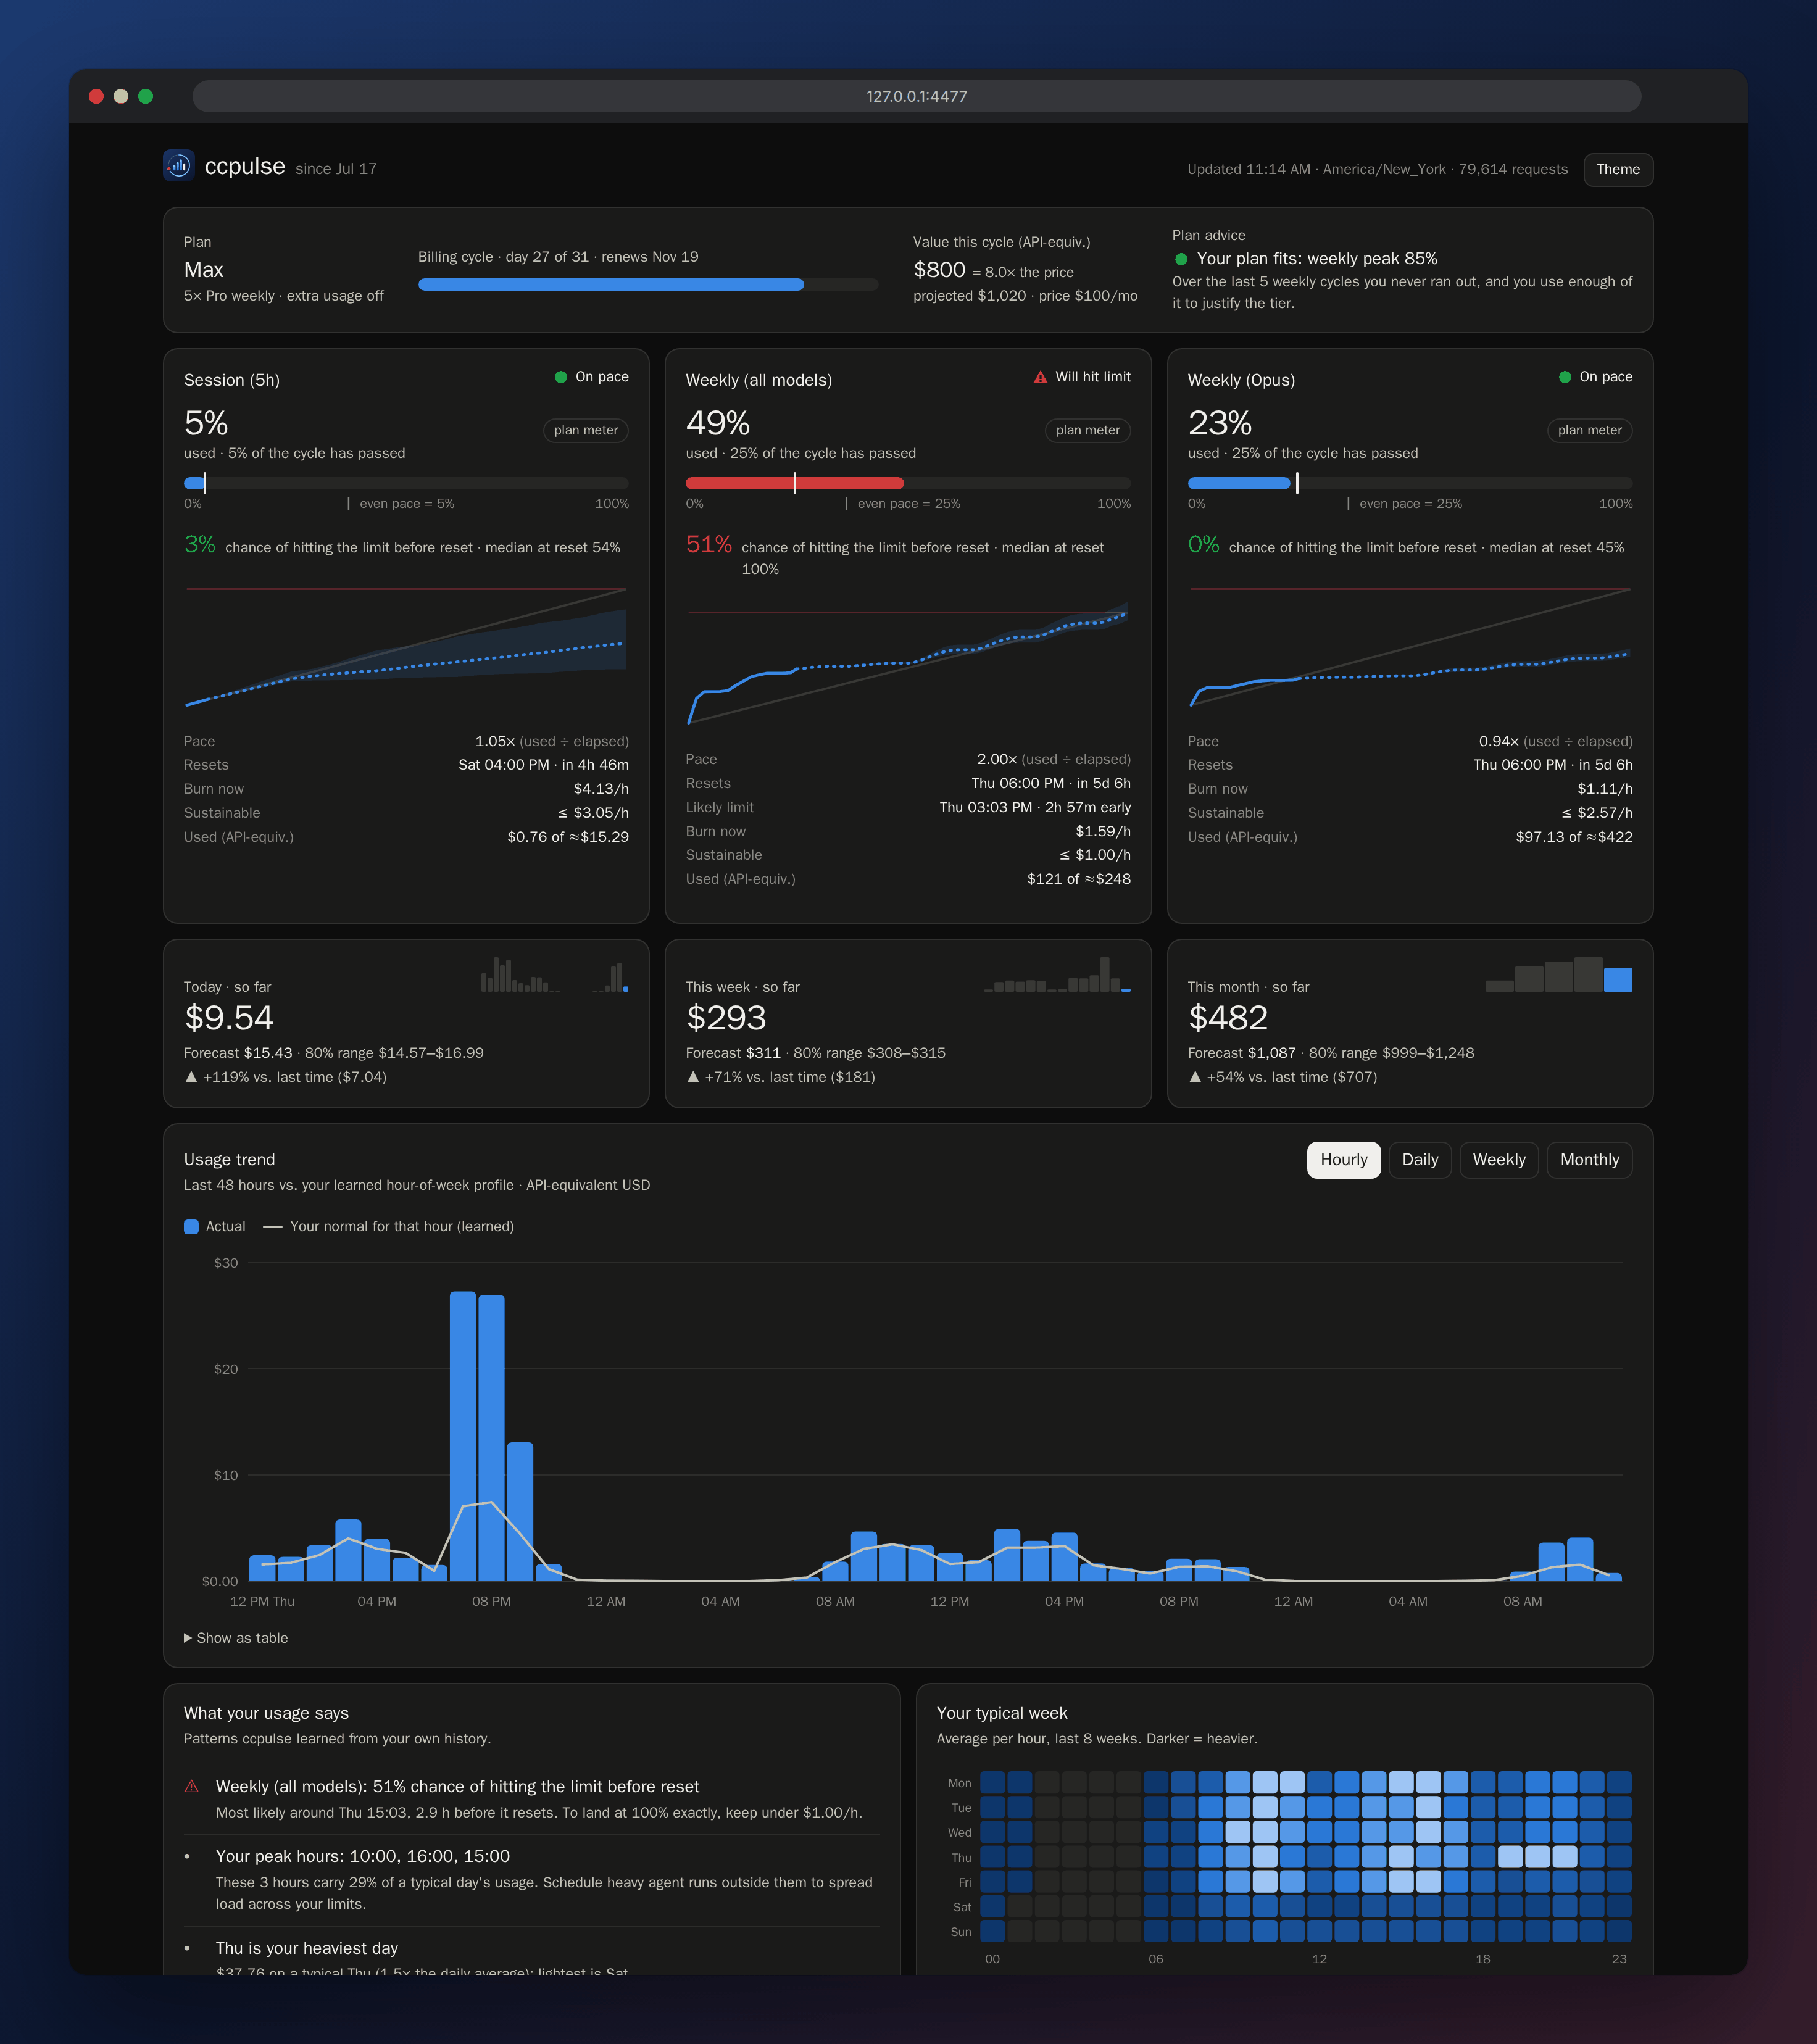 127.0.0.1:4477
ccpulse since Jul 17
Updated 11:14 AM · America/New_York · 79,614 requests
Theme
Plan
Max
5× Pro weekly · extra usage off
Billing cycle · day 27 of 31 · renews Nov 19
Value this cycle (API-equiv.)
$800 = 8.0× the price
projected $1,020 · price $100/mo
Plan advice
Your plan fits: weekly peak 85%
Over the last 5 weekly cycles you never ran out, and you use enough of
it to justify the tier.
Session (5h)
On pace
5%
plan meter
used · 5% of the cycle has passed
0%
| even pace = 5%
100%
3% chance of hitting the limit before reset · median at reset 54%
Pace 1.05× (used ÷ elapsed)
Resets Sat 04:00 PM · in 4h 46m
Burn now $4.13/h
Sustainable ≤ $3.05/h
Used (API-equiv.) $0.76 of ≈$15.29
Weekly (all models)
Will hit limit
49%
plan meter
used · 25% of the cycle has passed
0%
| even pace = 25%
100%
51% chance of hitting the limit before reset · median at reset
100%
Pace 2.00× (used ÷ elapsed)
Resets Thu 06:00 PM · in 5d 6h
Likely limit Thu 03:03 PM · 2h 57m early
Burn now $1.59/h
Sustainable ≤ $1.00/h
Used (API-equiv.) $121 of ≈$248
Weekly (Opus)
On pace
23%
plan meter
used · 25% of the cycle has passed
0%
| even pace = 25%
100%
0% chance of hitting the limit before reset · median at reset 45%
Pace 0.94× (used ÷ elapsed)
Resets Thu 06:00 PM · in 5d 6h
Burn now $1.11/h
Sustainable ≤ $2.57/h
Used (API-equiv.) $97.13 of ≈$422
Today · so far
$9.54
Forecast $15.43 · 80% range $14.57–$16.99
▲ +119% vs. last time ($7.04)
This week · so far
$293
Forecast $311 · 80% range $308–$315
▲ +71% vs. last time ($181)
This month · so far
$482
Forecast $1,087 · 80% range $999–$1,248
▲ +54% vs. last time ($707)
Usage trend
Last 48 hours vs. your learned hour-of-week profile · API-equivalent USD
Hourly
Daily
Weekly
Monthly
Actual
Your normal for that hour (learned)
$30
$20
$10
$0.00
12 PM Thu 04 PM 08 PM 12 AM 04 AM 08 AM 12 PM 04 PM 08 PM 12 AM 04 AM 08 AM
▶ Show as table
What your usage says
Patterns ccpulse learned from your own history.
Weekly (all models): 51% chance of hitting the limit before reset
Most likely around Thu 15:03, 2.9 h before it resets. To land at 100% exactly, keep under $1.00/h.
• Your peak hours: 10:00, 16:00, 15:00
These 3 hours carry 29% of a typical day's usage. Schedule heavy agent runs outside them to spread
load across your limits.
• Thu is your heaviest day
$37.76 on a typical Thu (1.5× the daily average); lightest is Sat.
Your typical week
Average per hour, last 8 weeks. Darker = heavier.
Mon
Tue
Wed
Thu
Fri
Sat
Sun
00 06 12 18 23